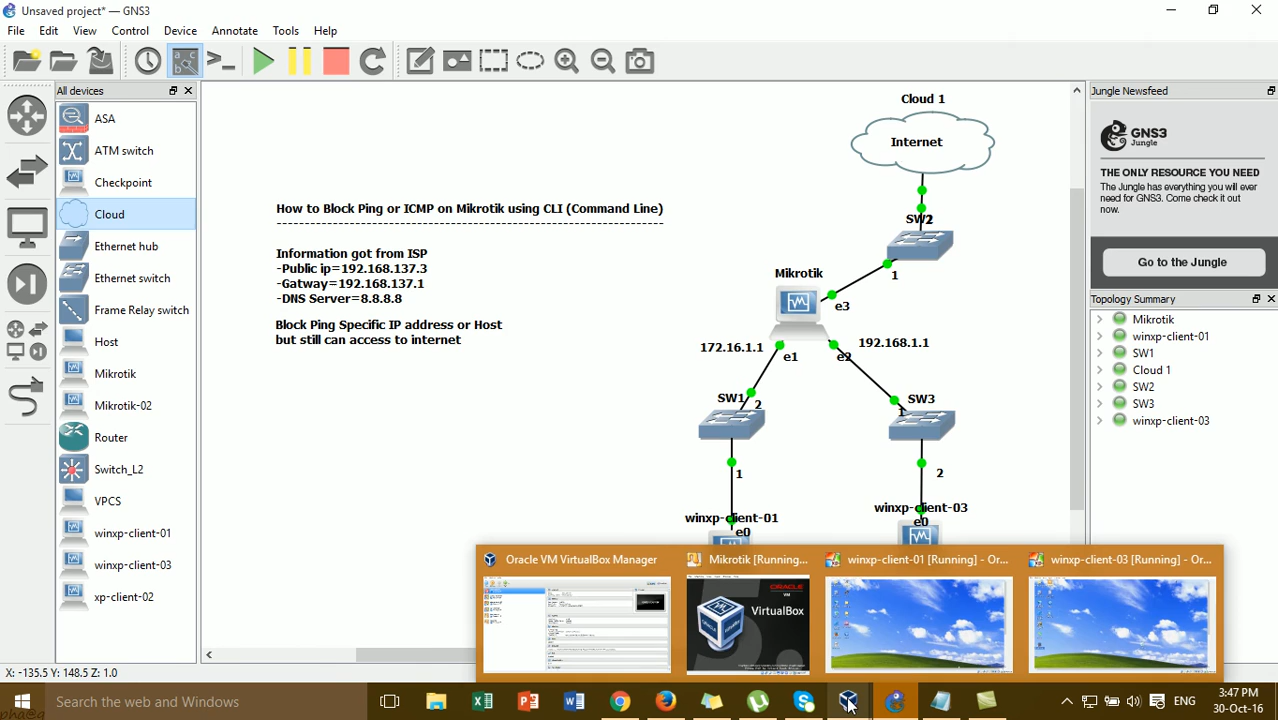 Unsaved project* — GNS3
File Edit View Control Device Annotate Tools Help
All devices
ASA
ATM switch
Checkpoint
Cloud
Ethernet hub
Ethernet switch
Frame Relay switch
Host
Mikrotik
Mikrotik-02
Router
Switch_L2
VPCS
winxp-client-01
winxp-client-03
xp-client-02
How to Block Ping or ICMP on Mikrotik using CLI (Command Line)
--------------------------------------------------------------------------------
Information got from ISP
-Public ip=192.168.137.3
-Gatway=192.168.137.1
-DNS Server=8.8.8.8
Block Ping Specific IP address or Host
but still can access to internet
Cloud 1
Internet
SW2
2
1
Mikrotik
e3
172.16.1.1
192.168.1.1
e1
e2
SW1
2
SW3
1
1
2
winxp-client-01
e0
winxp-client-03
e0
Jungle Newsfeed
GNS3
Jungle
THE ONLY RESOURCE YOU NEED
The Jungle has everything you will ever
need for GNS3. Come check it out
now.
Go to the Jungle
Topology Summary
Mikrotik
winxp-client-01
SW1
Cloud 1
SW2
SW3
winxp-client-03
Oracle VM VirtualBox Manager
Mikrotik [Running...
winxp-client-01 [Running] - Or...
winxp-client-03 [Running] - Or...
ORACLE
VM
VirtualBox
X: -135.5 Y: 148.5 Z: 1.
Search the web and Windows
ENG
3:47 PM
30-Oct-16